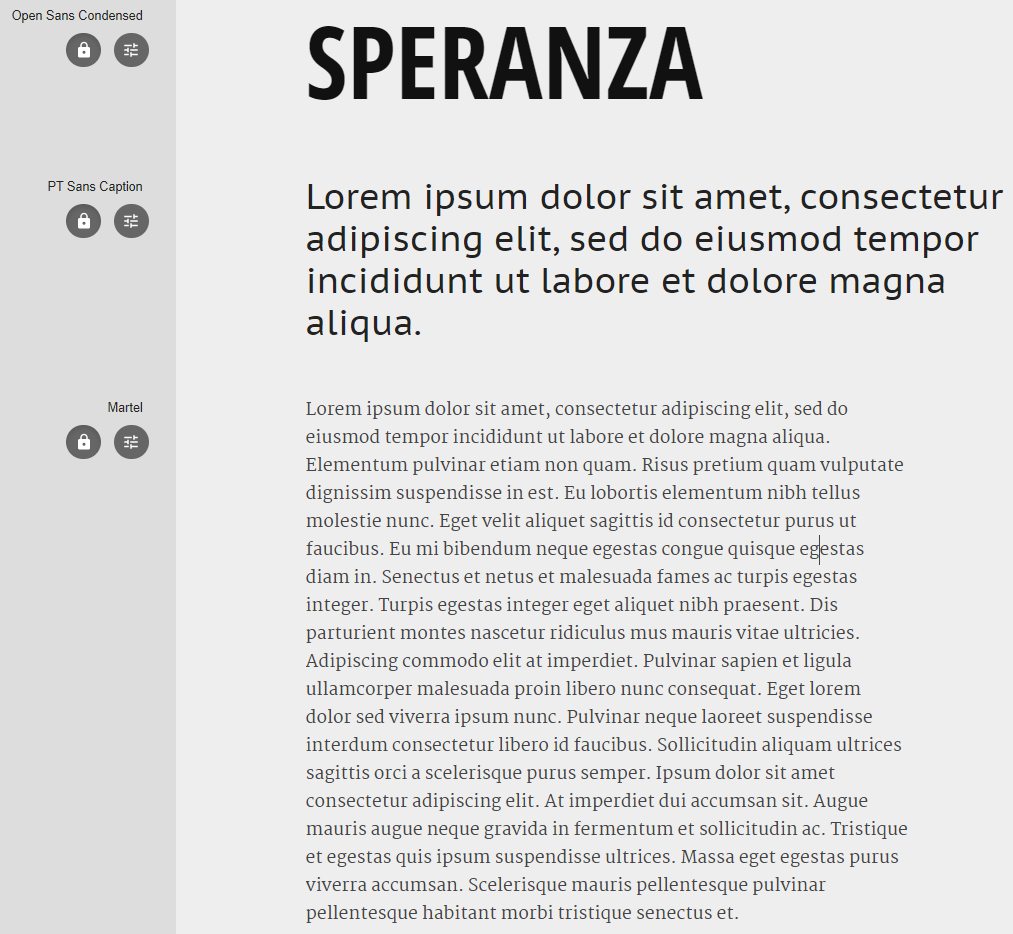 Open Sans Condensed
SPERANZA
PT Sans Caption
Lorem ipsum dolor sit amet, consectetur
adipiscing elit, sed do eiusmod tempor
incididunt ut labore et dolore magna
aliqua.
Martel
Lorem ipsum dolor sit amet, consectetur adipiscing elit, sed do
eiusmod tempor incididunt ut labore et dolore magna aliqua.
Elementum pulvinar etiam non quam. Risus pretium quam vulputate
dignissim suspendisse in est. Eu lobortis elementum nibh tellus
molestie nunc. Eget velit aliquet sagittis id consectetur purus ut
faucibus. Eu mi bibendum neque egestas congue quisque egestas
diam in. Senectus et netus et malesuada fames ac turpis egestas
integer. Turpis egestas integer eget aliquet nibh praesent. Dis
parturient montes nascetur ridiculus mus mauris vitae ultricies.
Adipiscing commodo elit at imperdiet. Pulvinar sapien et ligula
ullamcorper malesuada proin libero nunc consequat. Eget lorem
dolor sed viverra ipsum nunc. Pulvinar neque laoreet suspendisse
interdum consectetur libero id faucibus. Sollicitudin aliquam ultrices
sagittis orci a scelerisque purus semper. Ipsum dolor sit amet
consectetur adipiscing elit. At imperdiet dui accumsan sit. Augue
mauris augue neque gravida in fermentum et sollicitudin ac. Tristique
et egestas quis ipsum suspendisse ultrices. Massa eget egestas purus
viverra accumsan. Scelerisque mauris pellentesque pulvinar
pellentesque habitant morbi tristique senectus et.